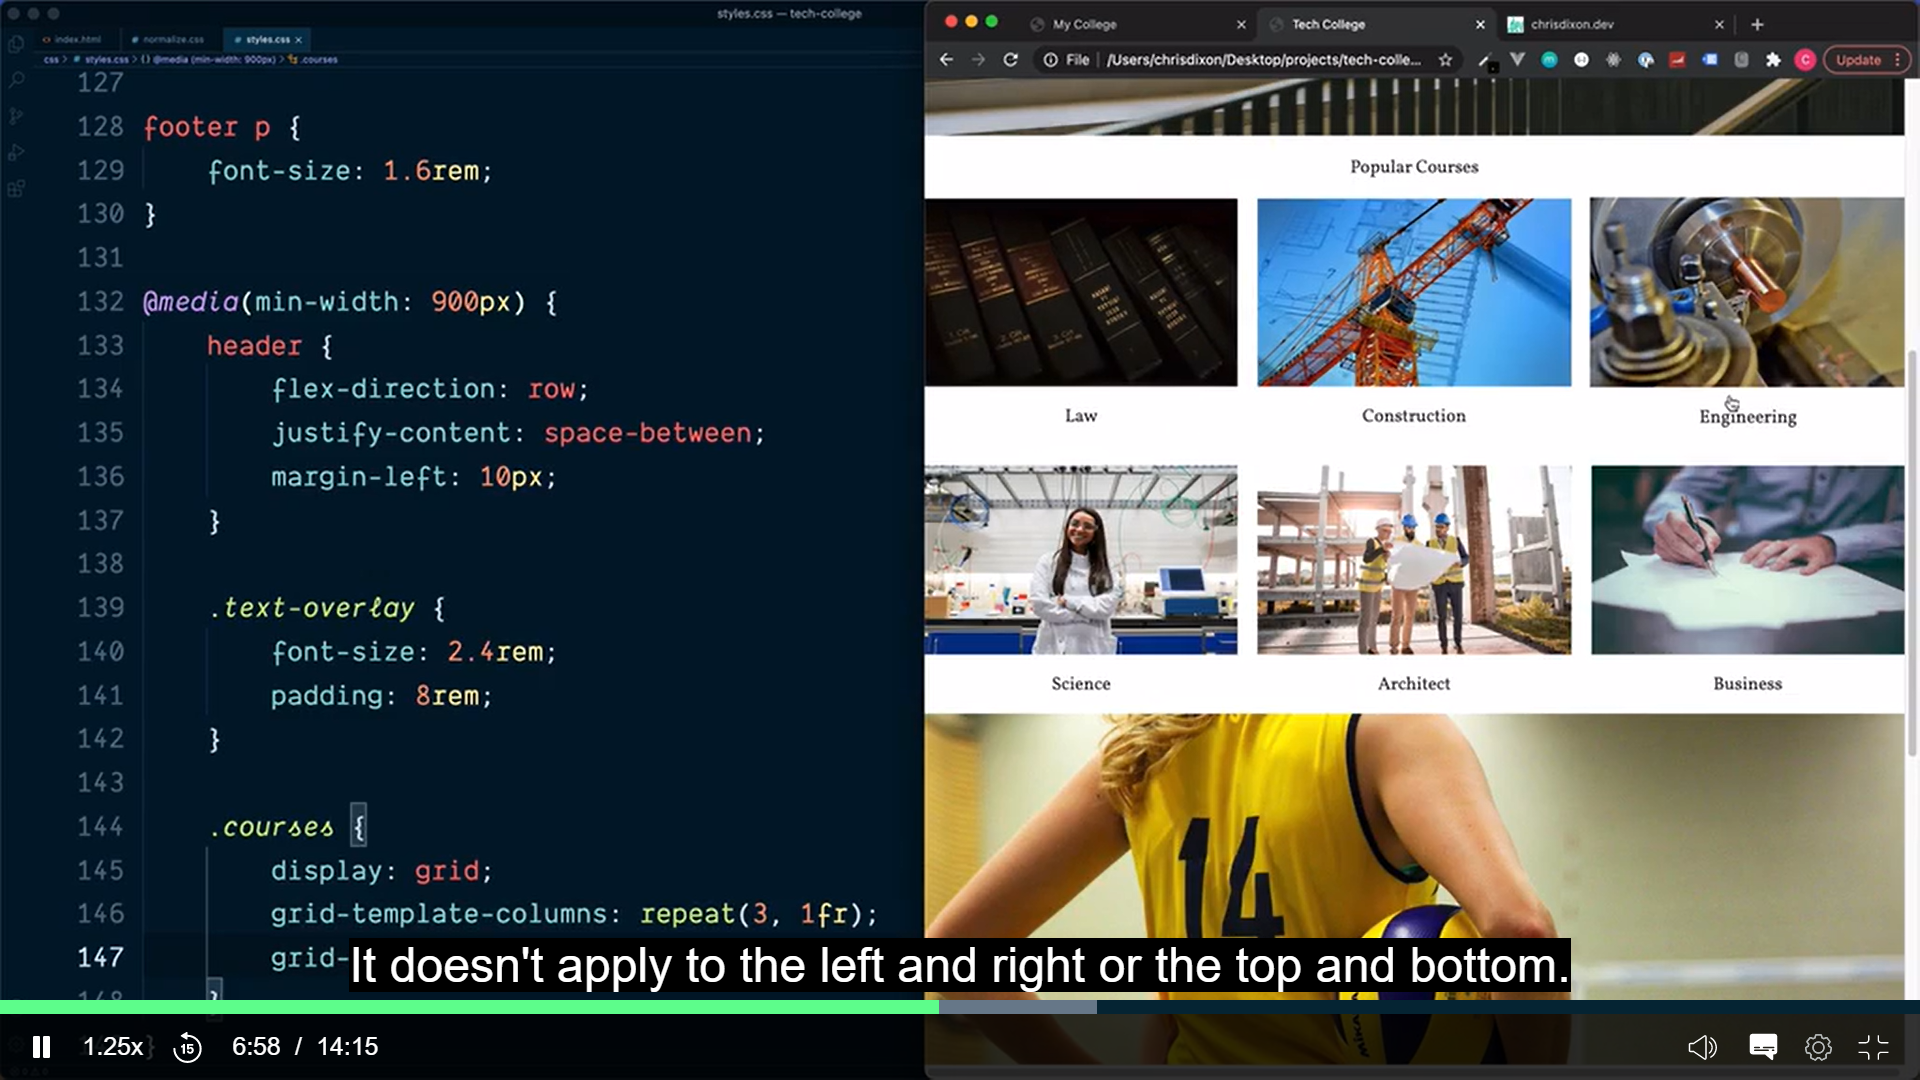 styles.css — tech-college
index.html
normalize.css
styles.css
css > styles.css > {} @media (min-width: 900px) > .courses
127
128 footer p {
129 font-size: 1.6rem;
130 }
131
132 @media(min-width: 900px) {
133 header {
134 flex-direction: row;
135 justify-content: space-between;
136 margin-left: 10px;
137 }
138
139 .text-overlay {
140 font-size: 2.4rem;
141 padding: 8rem;
142 }
143
144 .courses {
145 display: grid;
146 grid-template-columns: repeat(3, 1fr);
147 grid-
148 }
My College
Tech College
chrisdixon.dev
File /Users/chrisdixon/Desktop/projects/tech-colle...
C
Update
Popular Courses
Law
Construction
Engineering
Science
Architect
Business
14
It doesn't apply to the left and right or the top and bottom.
1.25x
15
6:58 / 14:15